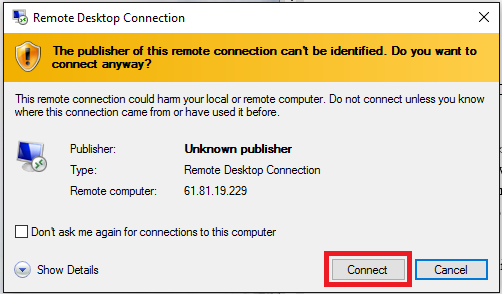 Remote Desktop Connection
The publisher of this remote connection can't be identified. Do you want to
connect anyway?
This remote connection could harm your local or remote computer. Do not connect unless you know
where this connection came from or have used it before.
Publisher: Unknown publisher
Type: Remote Desktop Connection
Remote computer: 61.81.19.229
Don't ask me again for connections to this computer
Show Details Connect Cancel